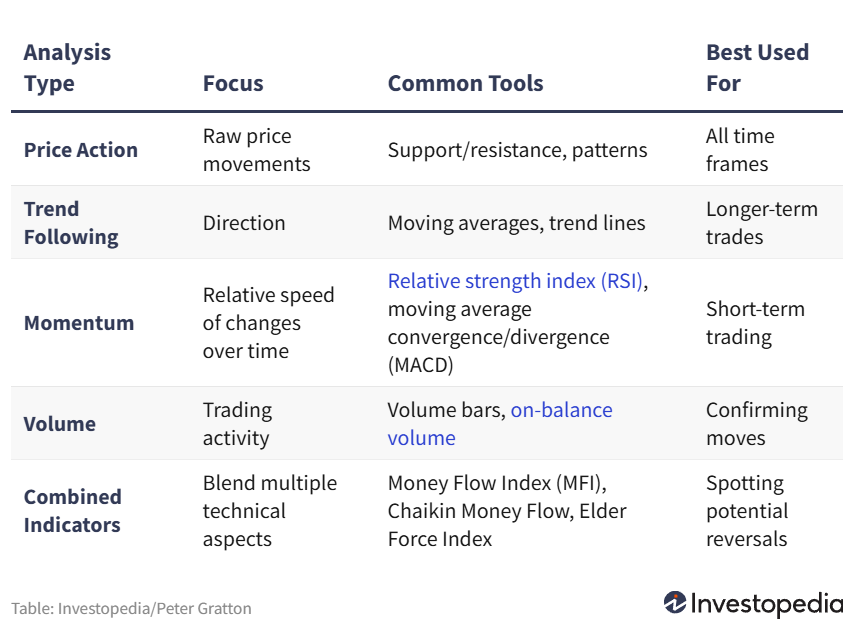 Analysis
Type
Focus
Common Tools
Best Used
For
Price Action
Raw price
movements
Support/resistance, patterns
All time
frames
Trend
Following
Direction
Moving averages, trend lines
Longer-term
trades
Momentum
Relative speed
of changes
over time
Relative strength index (RSI),
moving average
convergence/divergence
(MACD)
Short-term
trading
Volume
Trading
activity
Volume bars, on-balance
volume
Confirming
moves
Combined
Indicators
Blend multiple
technical
aspects
Money Flow Index (MFI),
Chaikin Money Flow, Elder
Force Index
Spotting
potential
reversals
Table: Investopedia/Peter Gratton
Investopedia